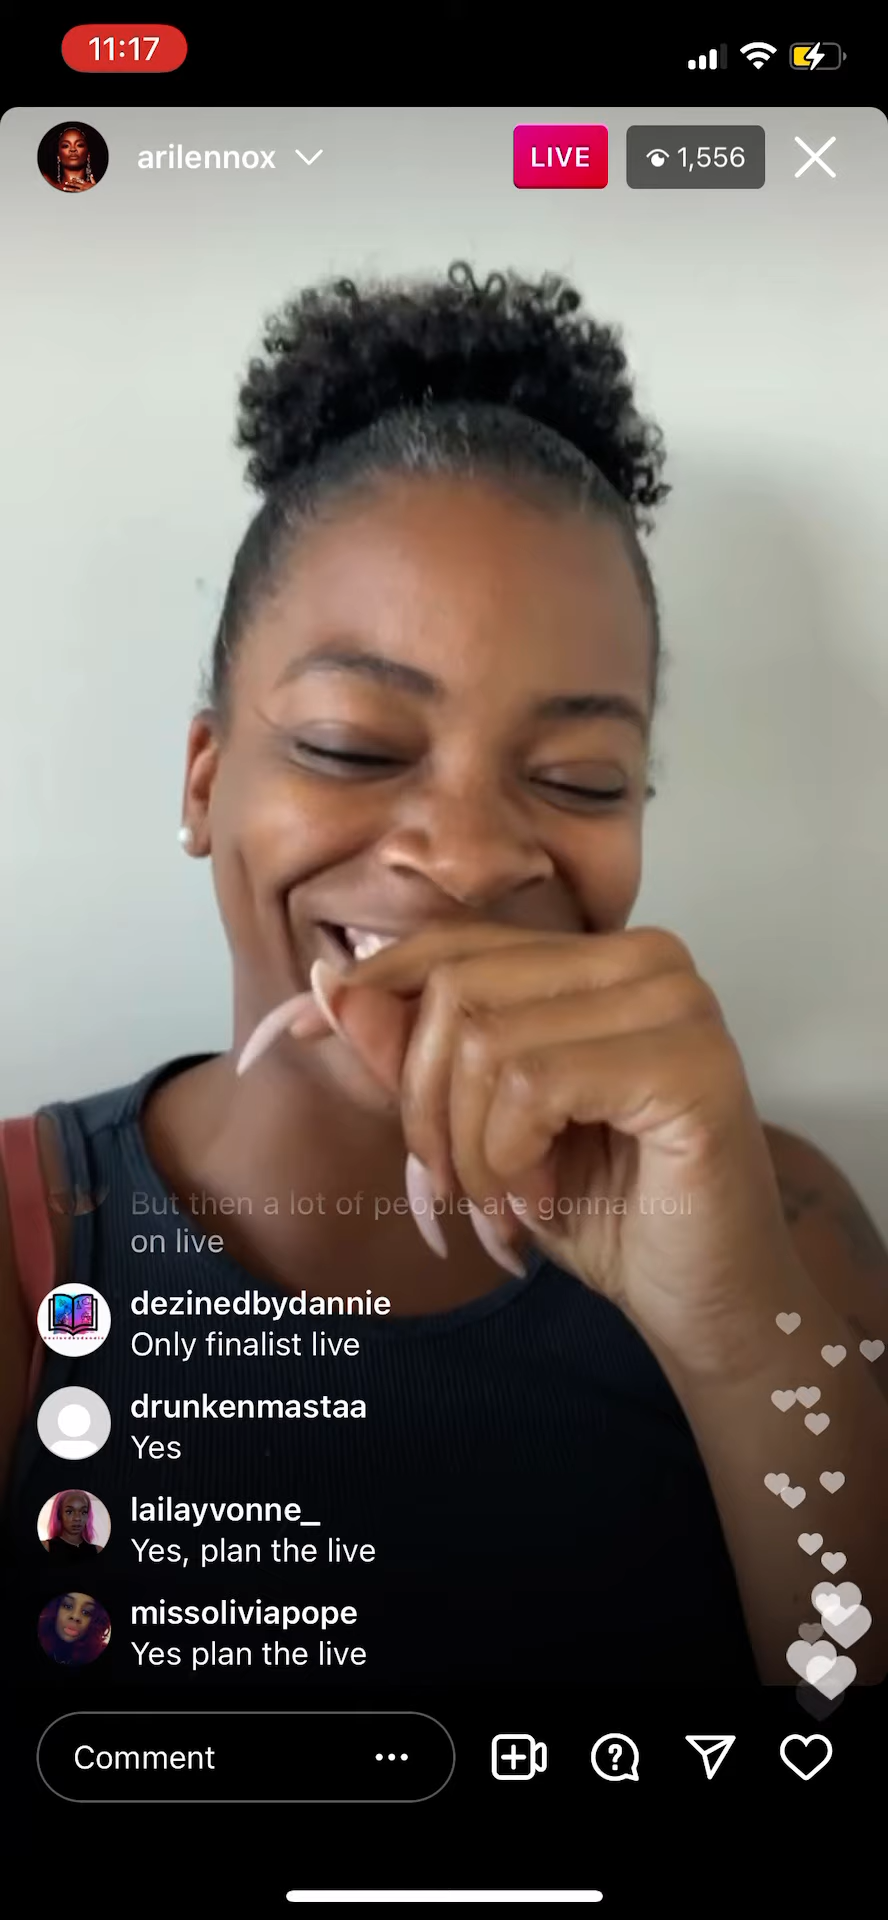 11:17
arilennox
LIVE
1,556
But then a lot of people are gonna troll
on live
dezinedbydannie
Only finalist live
drunkenmastaa
Yes
lailayvonne_
Yes, plan the live
missoliviapope
Yes plan the live
Comment